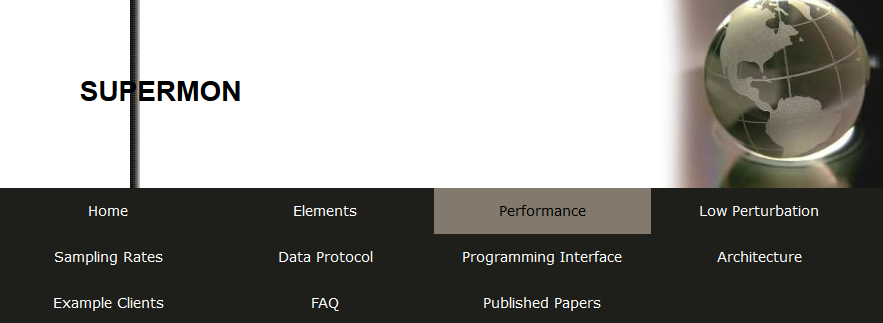 SUPERMON
Home Elements Performance Low Perturbation
Sampling Rates Data Protocol Programming Interface Architecture
Example Clients FAQ Published Papers